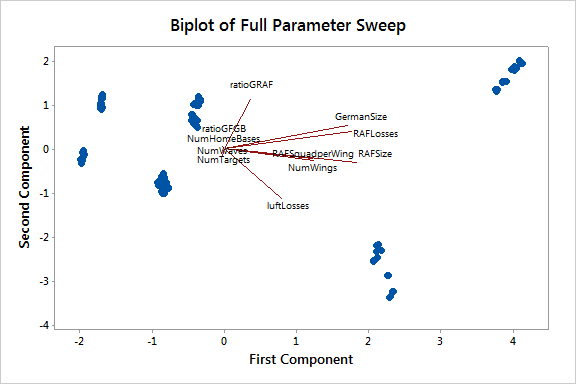 Biplot of Full Parameter Sweep
2
1
0
-1
-2
-3
-4
Second Component
ratioGRAF
GermanSize
RAFLosses
ratioGFGB
NumHomeBases
NumWaves
RAFSquadperWing
RAFSize
NumTargets
NumWings
luftLosses
-2
-1
0
1
2
3
4
First Component